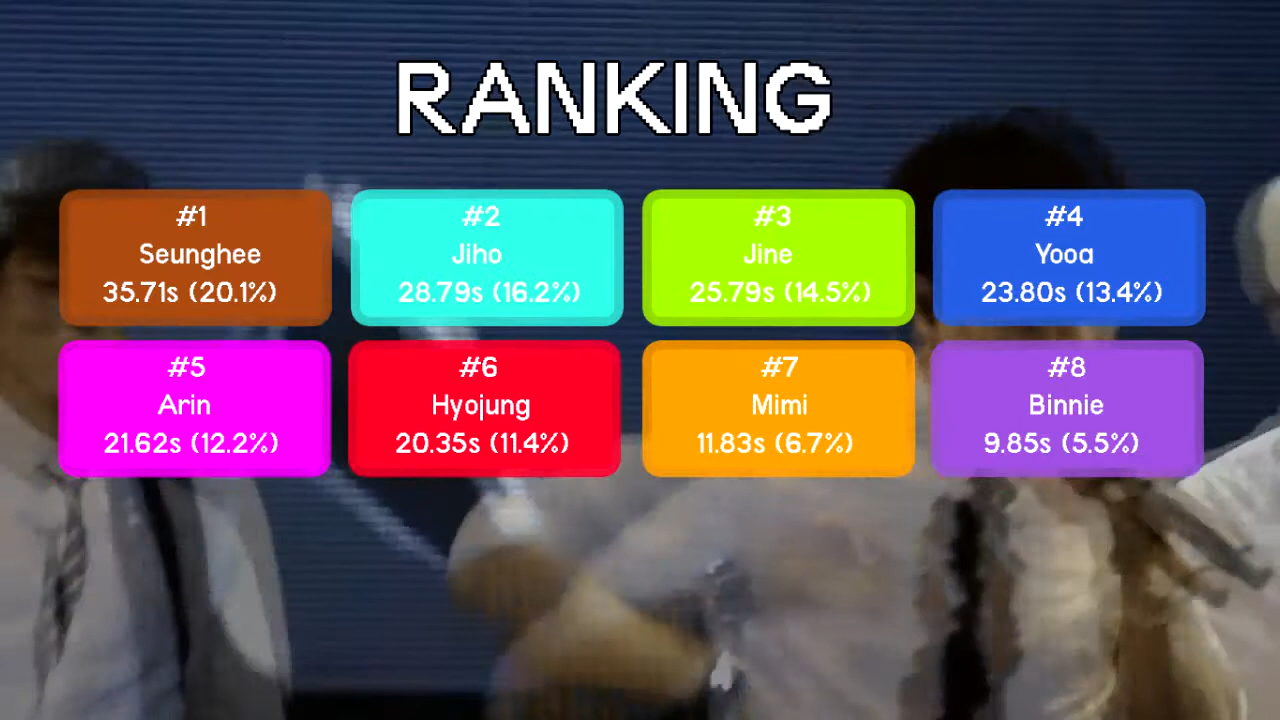 RANKING
#1
Seunghee
35.71s (20.1%)
#2
Jiho
28.79s (16.2%)
#3
Jine
25.79s (14.5%)
#4
Yooa
23.80s (13.4%)
#5
Arin
21.62s (12.2%)
#6
Hyojung
20.35s (11.4%)
#7
Mimi
11.83s (6.7%)
#8
Binnie
9.85s (5.5%)